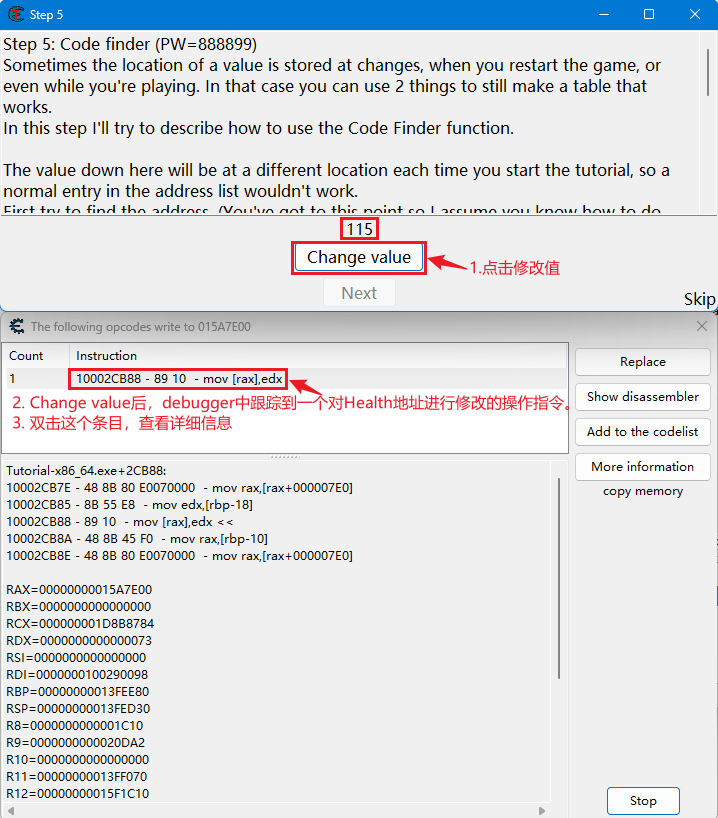 Step 5
Step 5: Code finder (PW=888899)
Sometimes the location of a value is stored at changes, when you restart the game, or
even while you're playing. In that case you can use 2 things to still make a table that
works.
In this step I'll try to describe how to use the Code Finder function.
The value down here will be at a different location each time you start the tutorial, so a
normal entry in the address list wouldn't work.
First try to find the address. (You've got to this point so I assume you know how to do
115
Change value
1.点击修改值
Next
Skip
The following opcodes write to 015A7E00
Count Instruction
1 10002CB88 - 89 10 - mov [rax],edx
2. Change value后，debugger中跟踪到一个对Health地址进行修改的操作指令。
3. 双击这个条目，查看详细信息
Replace
Show disassembler
Add to the codelist
More information
copy memory
Tutorial-x86_64.exe+2CB88:
10002CB7E - 48 8B 80 E0070000 - mov rax,[rax+000007E0]
10002CB85 - 8B 55 E8 - mov edx,[rbp-18]
10002CB88 - 89 10 - mov [rax],edx <<
10002CB8A - 48 8B 45 F0 - mov rax,[rbp-10]
10002CB8E - 48 8B 80 E0070000 - mov rax,[rax+000007E0]
RAX=00000000015A7E00
RBX=0000000000000000
RCX=000000001D8B8784
RDX=0000000000000073
RSI=0000000000000000
RDI=0000000100290098
RBP=00000000013FEE80
RSP=00000000013FED30
R8=0000000000001C10
R9=0000000000020DA2
R10=0000000000000000
R11=00000000013FF070
R12=00000000015F1C10
Stop